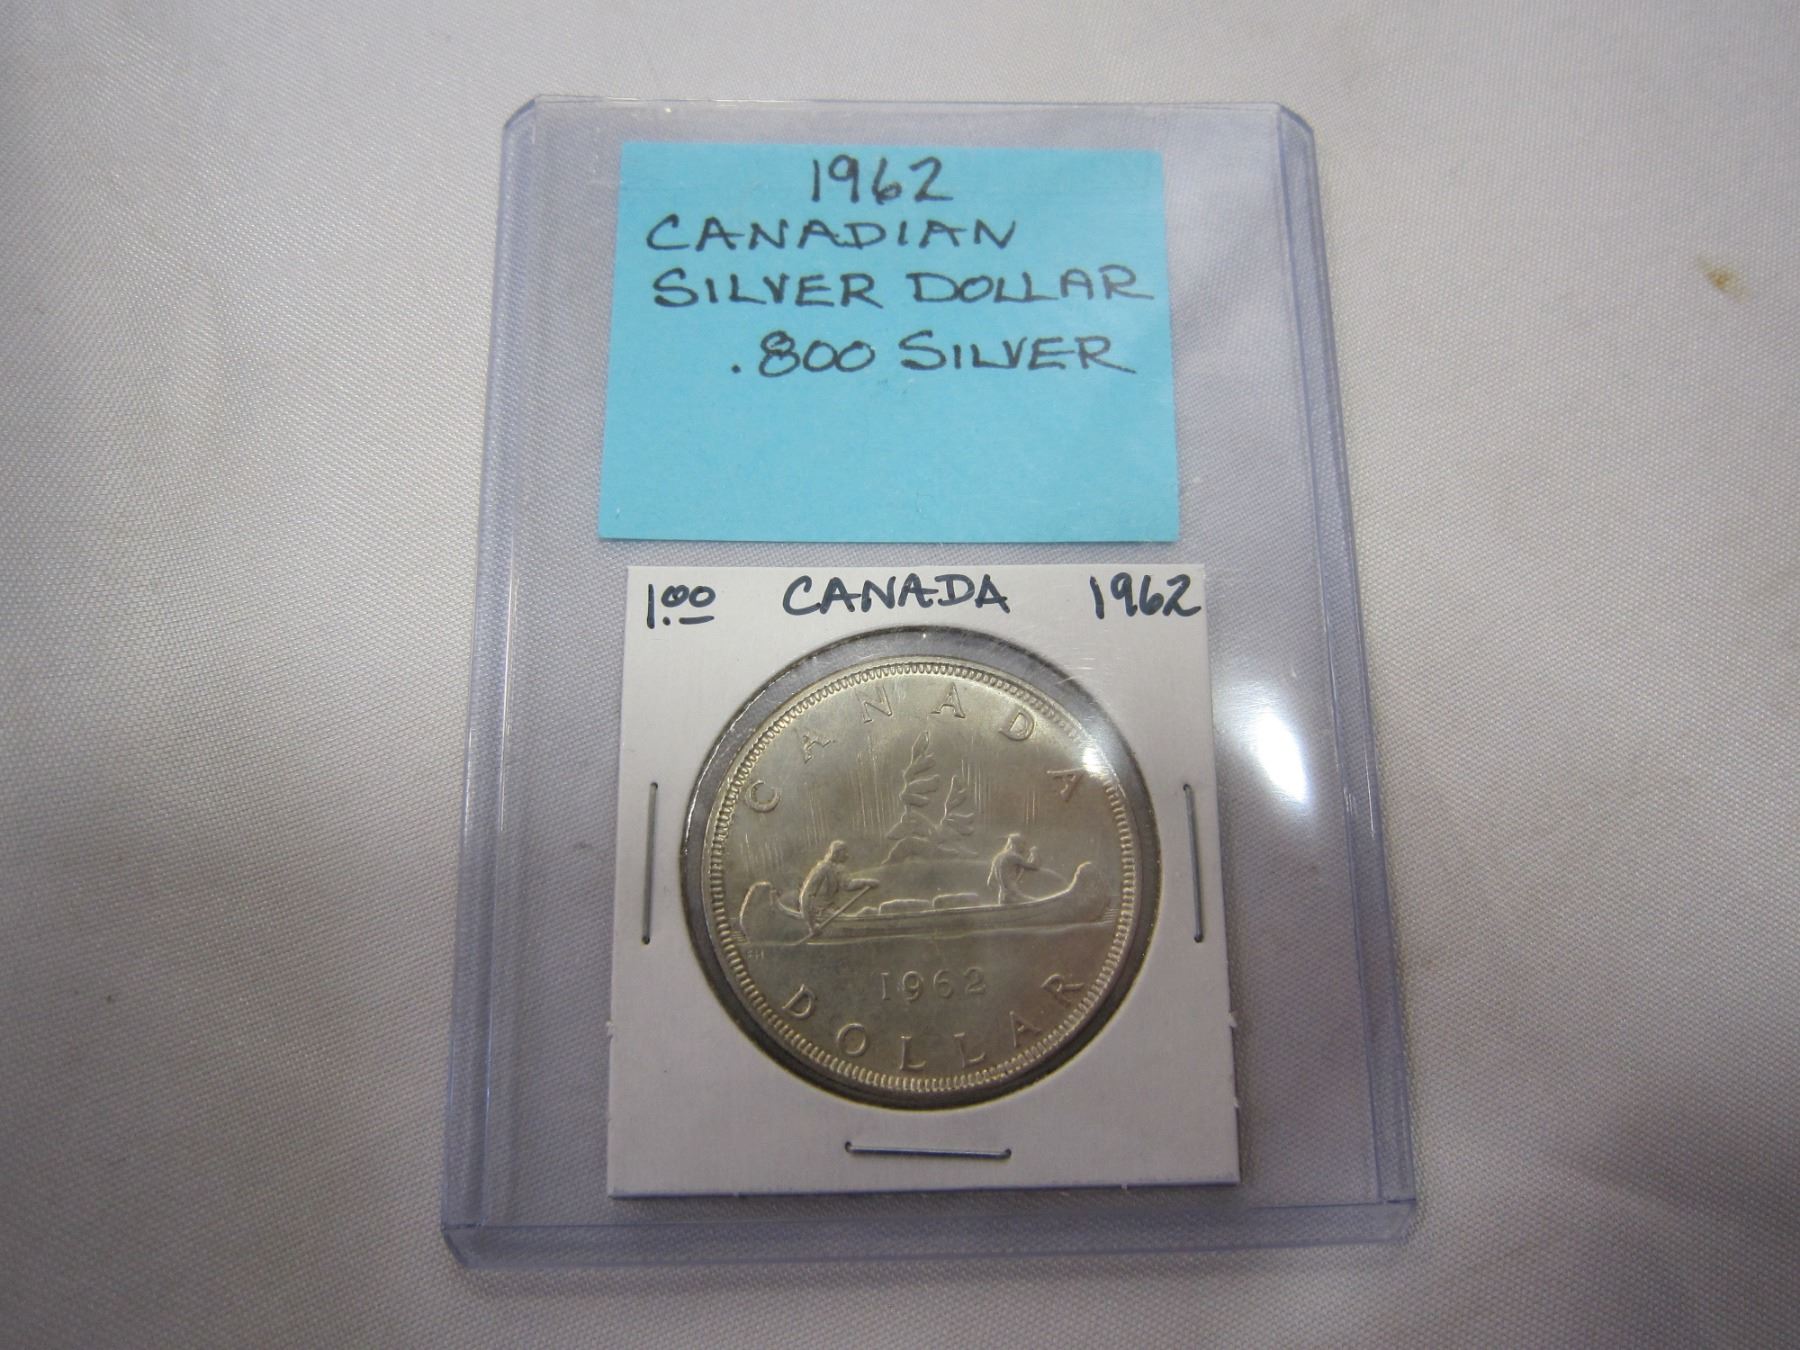 1962
CANADIAN
SILVER DOLLAR
.800 SILVER
1.00 CANADA 1962
CANADA
1962
DOLLAR